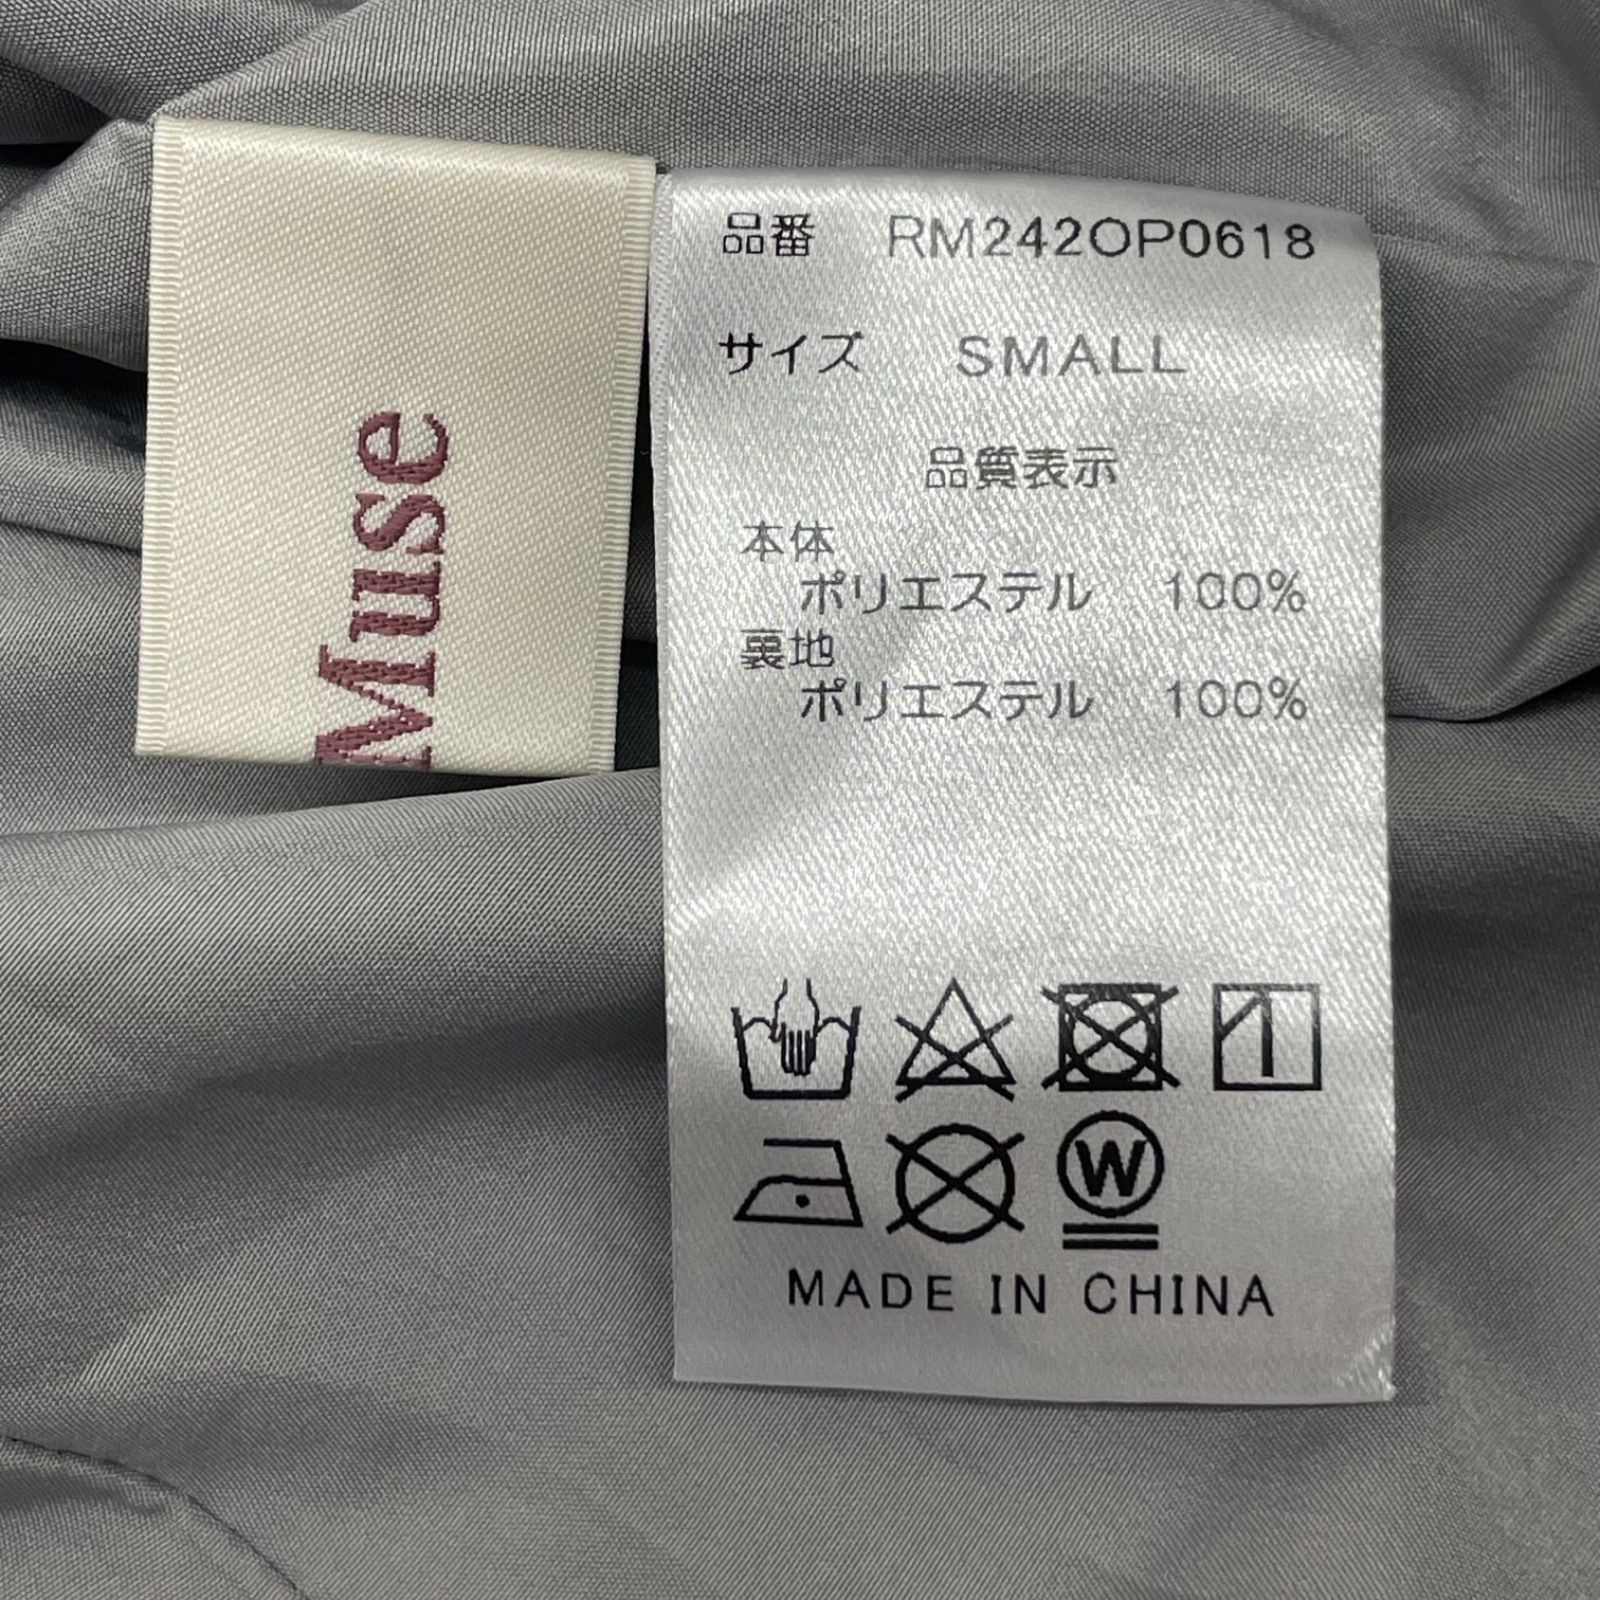 Muse
品番 RM242OP0618
サイズ SMALL
品質表示
本体
ポリエステル 100%
裏地
ポリエステル 100%
W
MADE IN CHINA